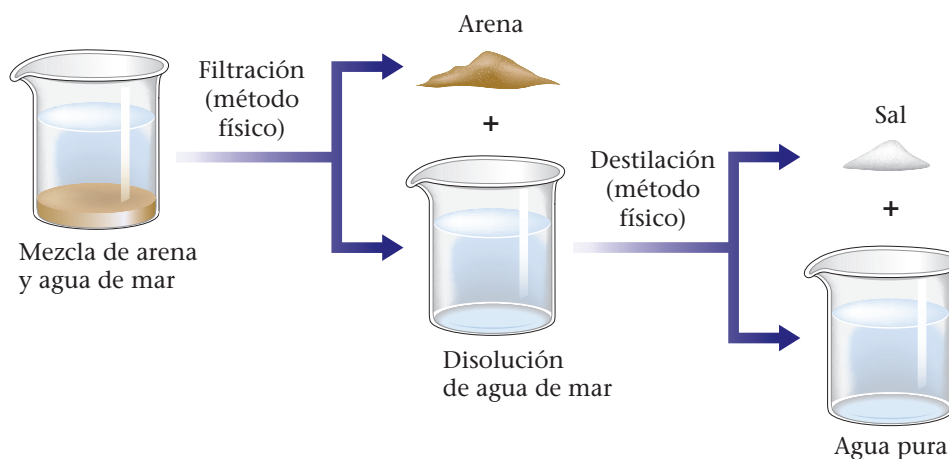 Mezcla de arena
y agua de mar
Filtración
(método
físico)
Arena
+
Disolución
de agua de mar
Destilación
(método
físico)
Sal
+
Agua pura